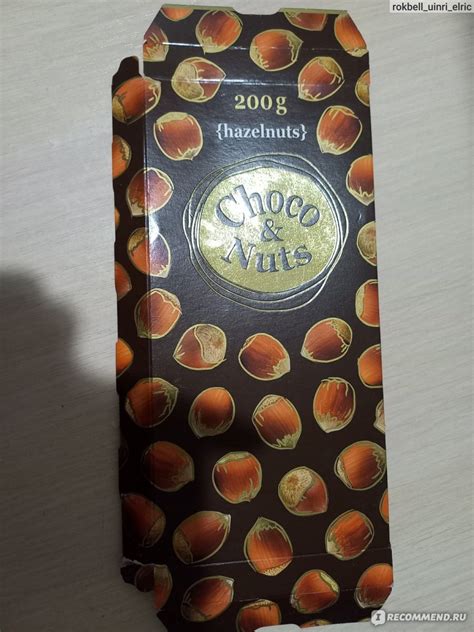 rokbell_uinri_elric
200g
{hazelnuts}
Choco
&
Nuts
RECOMMEND.RU